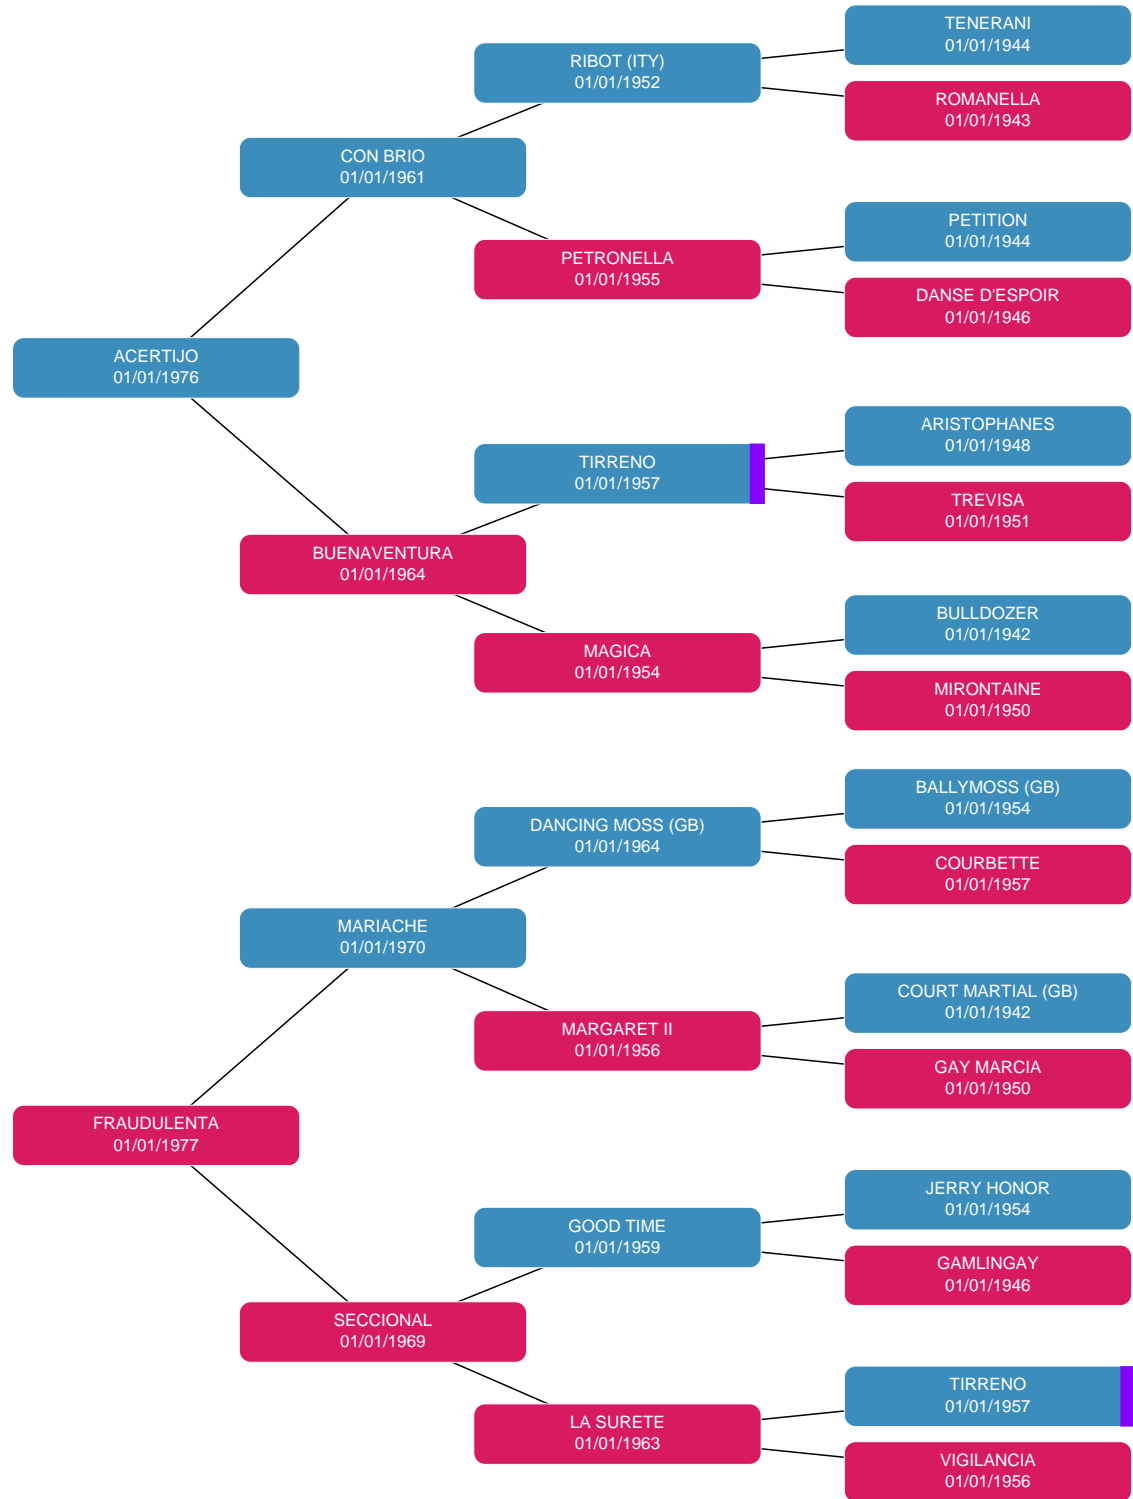 TENERANI
01/01/1944
RIBOT (ITY)
01/01/1952
ROMANELLA
01/01/1943
CON BRIO
01/01/1961
PETITION
01/01/1944
PETRONELLA
01/01/1955
DANSE D'ESPOIR
01/01/1946
ACERTIJO
01/01/1976
ARISTOPHANES
01/01/1948
TIRRENO
01/01/1957
TREVISA
01/01/1951
BUENAVENTURA
01/01/1964
BULLDOZER
01/01/1942
MAGICA
01/01/1954
MIRONTAINE
01/01/1950
BALLYMOSS (GB)
01/01/1954
DANCING MOSS (GB)
01/01/1964
COURBETTE
01/01/1957
MARIACHE
01/01/1970
COURT MARTIAL (GB)
01/01/1942
MARGARET II
01/01/1956
GAY MARCIA
01/01/1950
FRAUDULENTA
01/01/1977
JERRY HONOR
01/01/1954
GOOD TIME
01/01/1959
GAMLINGAY
01/01/1946
SECCIONAL
01/01/1969
TIRRENO
01/01/1957
LA SURETE
01/01/1963
VIGILANCIA
01/01/1956